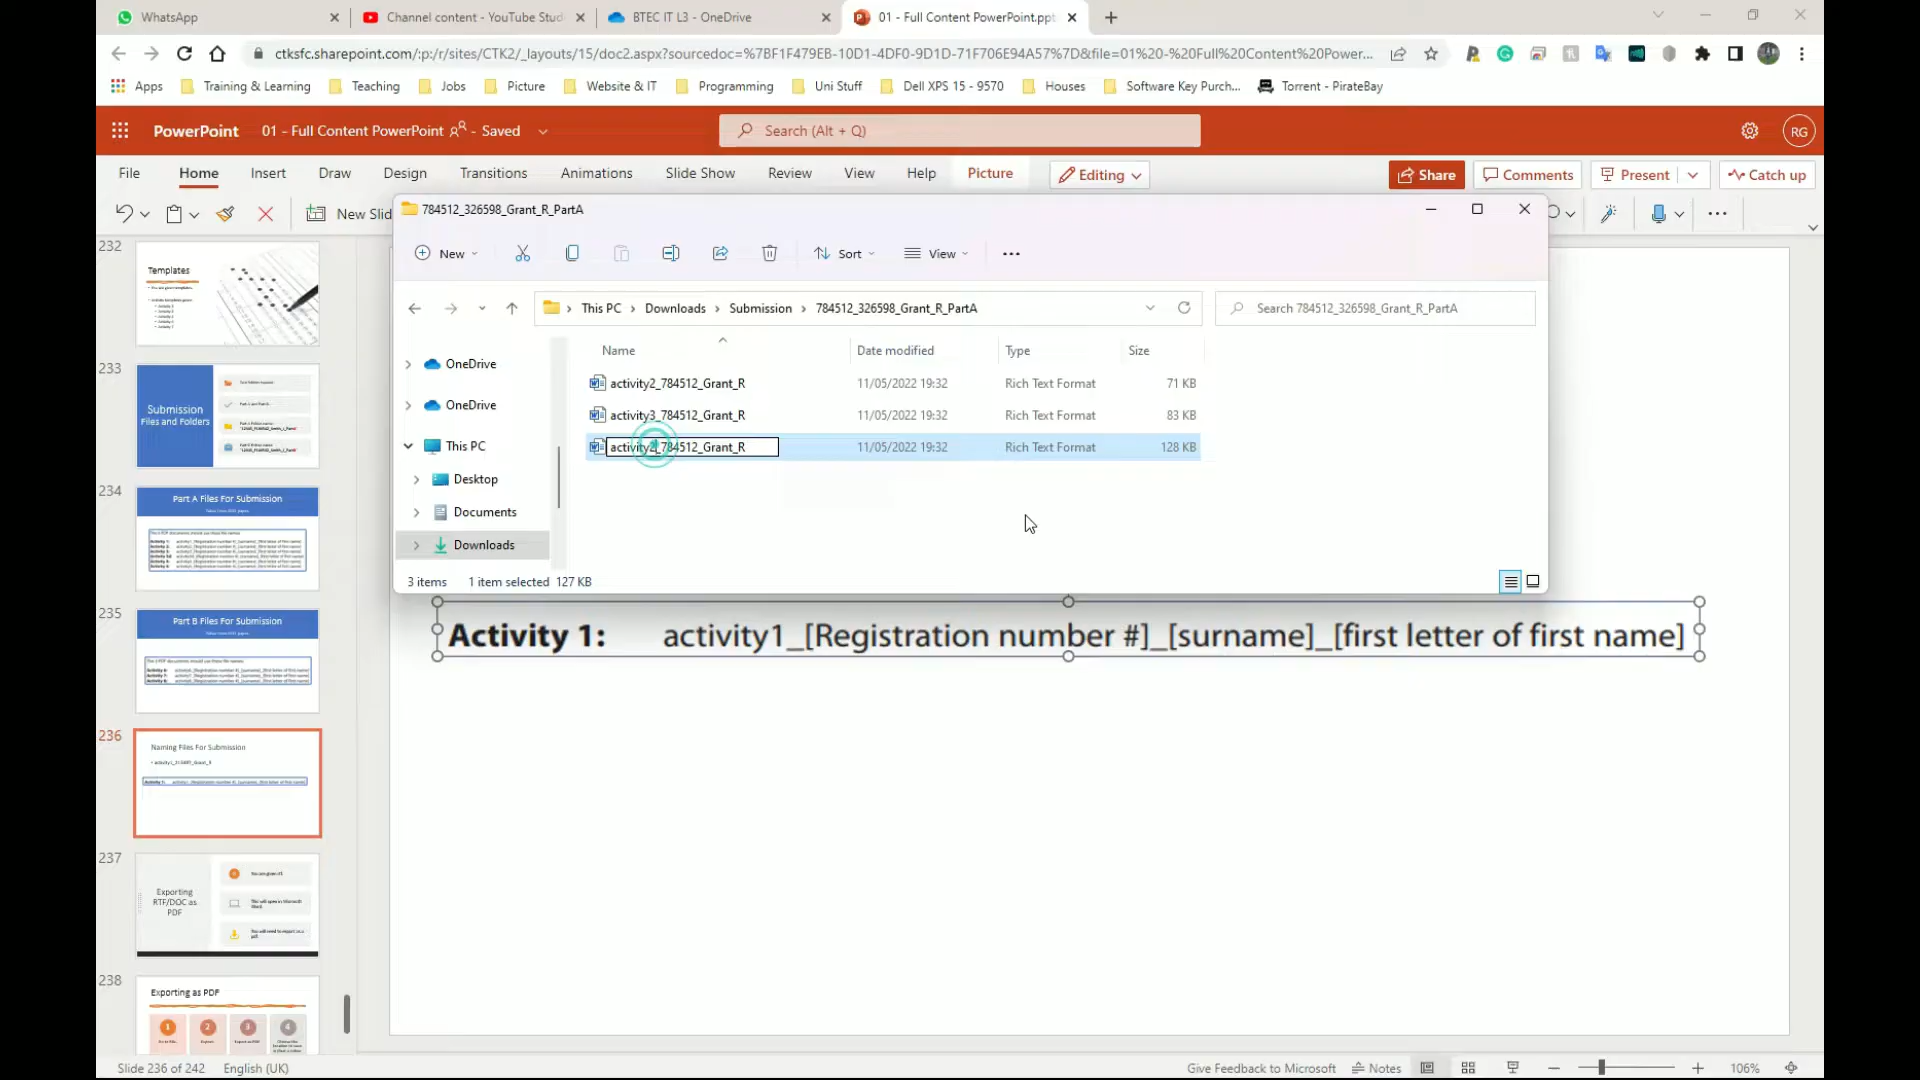 WhatsApp
Channel content - YouTube Stud
BTEC IT L3 - OneDrive
01 - Full Content PowerPoint.ppt
ctksfc.sharepoint.com/:p:/r/sites/CTK2/_layouts/15/doc2.aspx?sourcedoc=%7BF1F479EB-10D1-4DF0-9D1D-71F706E94A57%7D&file=01%20-%20Full%20Content%20Power...
Apps
Training & Learning
Teaching
Jobs
Picture
Website & IT
Programming
Uni Stuff
Dell XPS 15 - 9570
Houses
Software Key Purch...
Torrent - PirateBay
PowerPoint
01 - Full Content PowerPoint - Saved
Search (Alt + Q)
RG
File
Home
Insert
Draw
Design
Transitions
Animations
Slide Show
Review
View
Help
Picture
Editing
Share
Comments
Present
Catch up
New Slid
784512_326598_Grant_R_PartA
New
Sort
View
This PC > Downloads > Submission > 784512_326598_Grant_R_PartA
Search 784512_326598_Grant_R_PartA
Name
Date modified
Type
Size
activity2_784512_Grant_R 11/05/2022 19:32 Rich Text Format 71 KB
activity3_784512_Grant_R 11/05/2022 19:32 Rich Text Format 83 KB
activity2_784512_Grant_R 11/05/2022 19:32 Rich Text Format 128 KB
OneDrive
OneDrive
This PC
Desktop
Documents
Downloads
3 items 1 item selected 127 KB
Activity 1: activity1_[Registration number #]_[surname]_[first letter of first name]
232
Templates
233
Submission
Files and Folders
234
Part A Files For Submission
235
Part B Files For Submission
236
Naming Files For Submission
237
Exporting
RTF/DOC as
PDF
238
Exporting as PDF
1
2
3
4
Slide 236 of 242
English (UK)
Give Feedback to Microsoft
Notes
106%